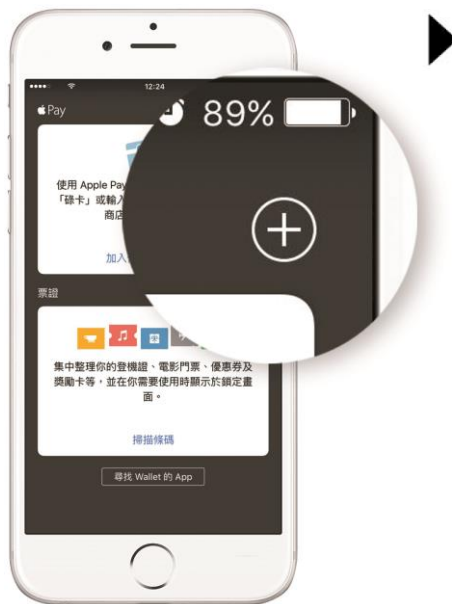 12:24
89%
Pay
使用 Apple Pay
「碌卡」或輸入
商店
加入
票證
集中整理你的登機證、電影門票、優惠券及
獎勵卡等，並在你需要使用時顯示於鎖定畫
面。
掃描條碼
尋找 Wallet 的 App